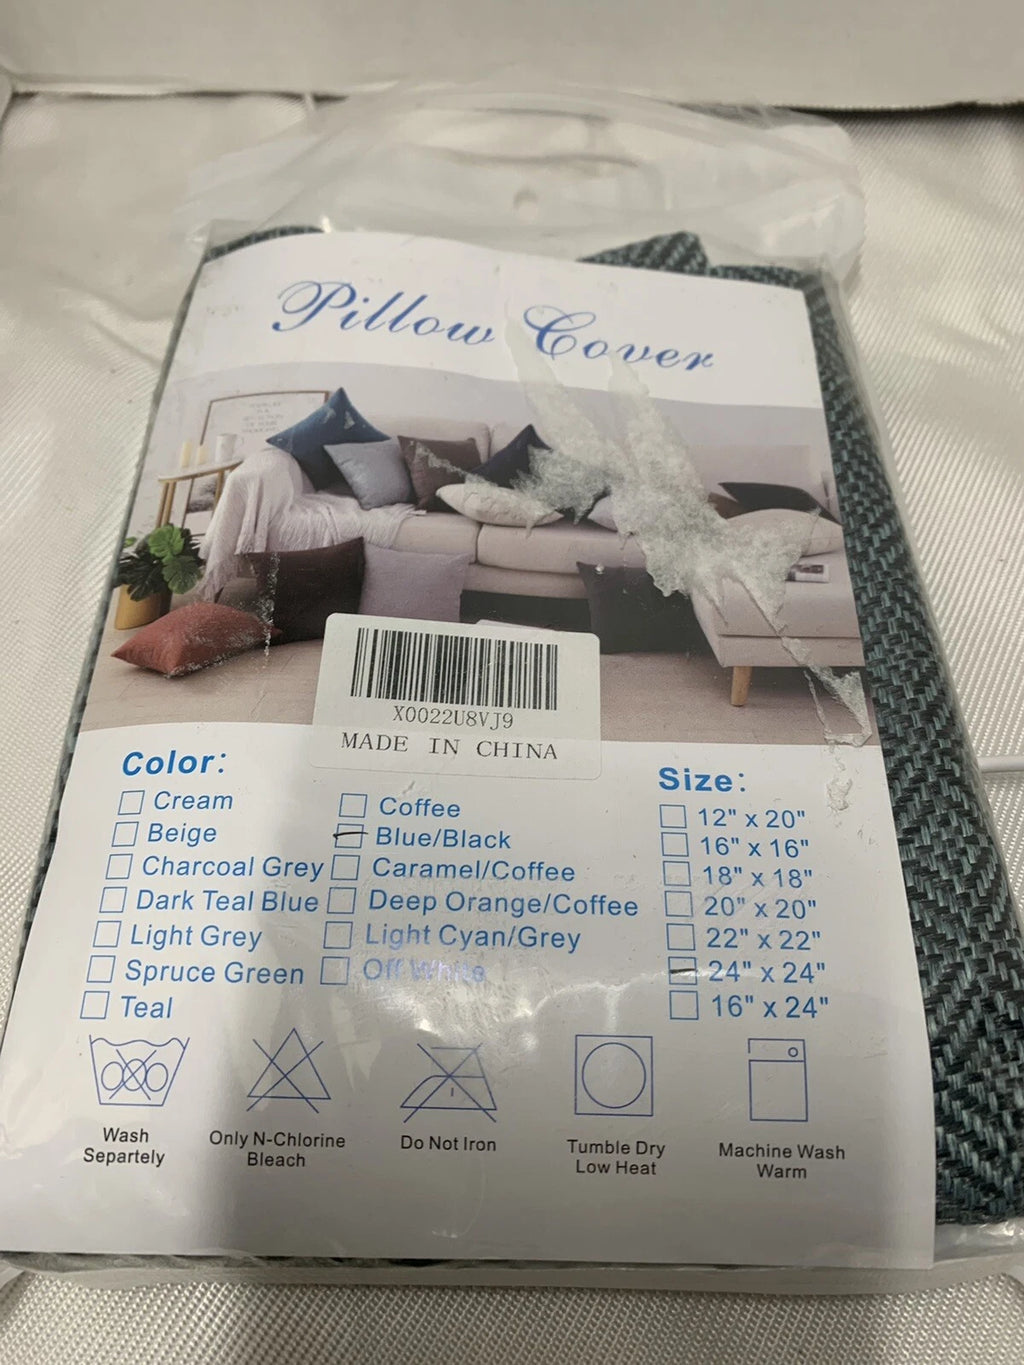 Pillow Cover
X0022U8VJ9
MADE IN CHINA
Color:
Cream
Beige
Charcoal Grey
Dark Teal Blue
Light Grey
Spruce Green
Teal
Coffee
Blue/Black
Caramel/Coffee
Deep Orange/Coffee
Light Cyan/Grey
Off White
Size:
12" x 20"
16" x 16"
18" x 18"
20" x 20"
22" x 22"
24" x 24"
16" x 24"
Wash
Separtely
Only N-Chlorine
Bleach
Do Not Iron
Tumble Dry
Low Heat
Machine Wash
Warm